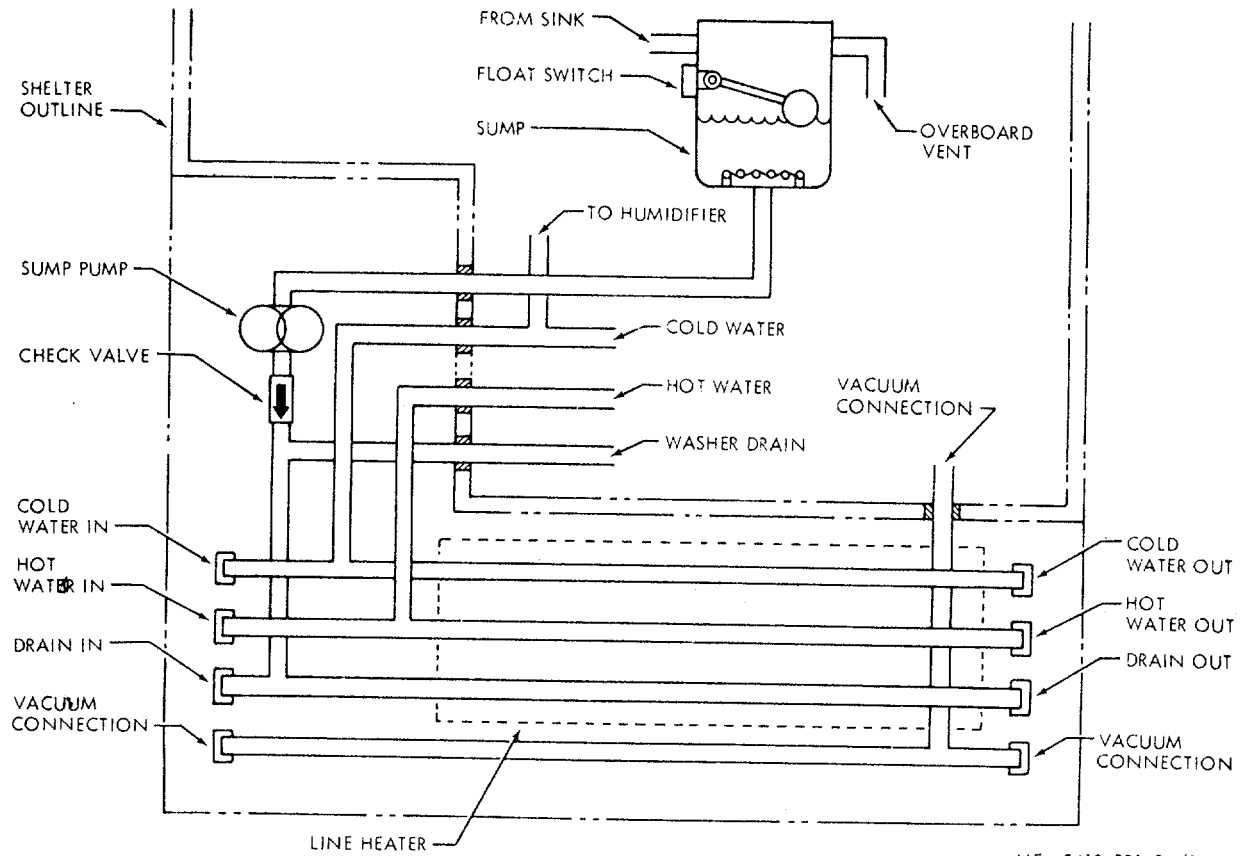 FROM SINK
FLOAT SWITCH
SUMP
OVERBOARD
VENT
SHELTER
OUTLINE
TO HUMIDIFIER
SUMP PUMP
COLD WATER
CHECK VALVE
HOT WATER
VACUUM
CONNECTION
WASHER DRAIN
COLD
WATER IN
HOT
WATER IN
DRAIN IN
VACUUM
CONNECTION
COLD
WATER OUT
HOT
WATER OUT
DRAIN OUT
VACUUM
CONNECTION
LINE HEATER